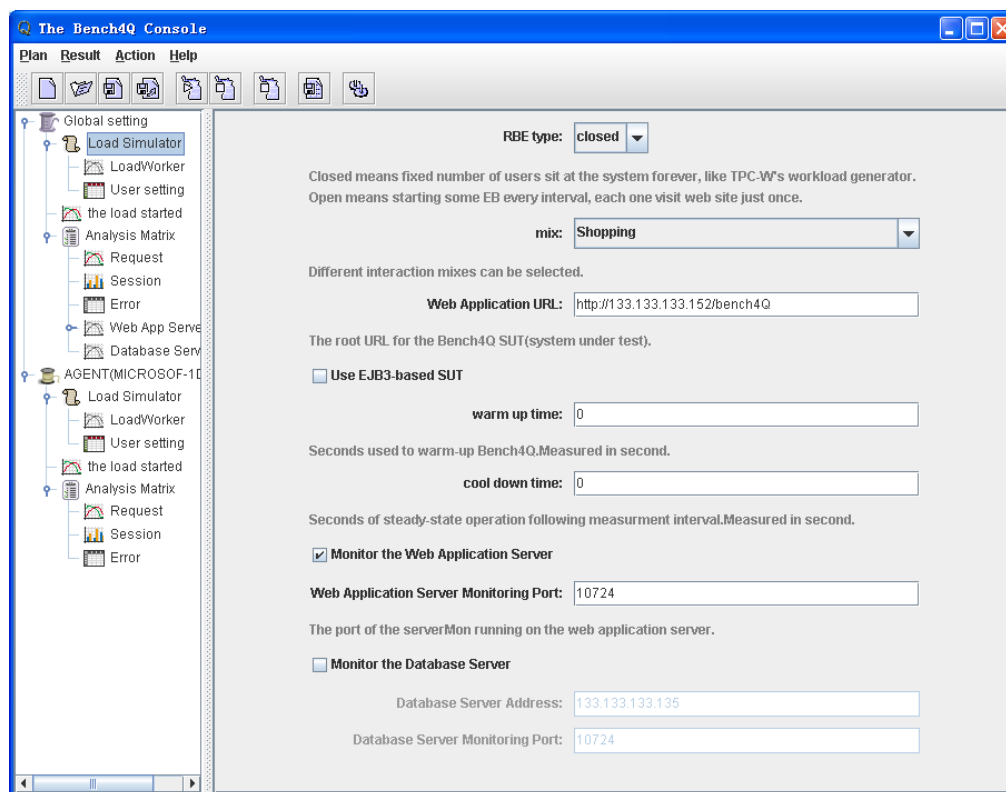 The Bench4Q Console
Plan Result Action Help
Global setting
Load Simulator
LoadWorker
User setting
the load started
Analysis Matrix
Request
Session
Error
Web App Serve
Database Serv
AGENT(MICROSOF-1D
Load Simulator
LoadWorker
User setting
the load started
Analysis Matrix
Request
Session
Error
RBE type: closed
Closed means fixed number of users sit at the system forever, like TPC-W's workload generator.
Open means starting some EB every interval, each one visit web site just once.
mix: Shopping
Different interaction mixes can be selected.
Web Application URL: http://133.133.133.152/bench4Q
The root URL for the Bench4Q SUT(system under test).
Use EJB3-based SUT
warm up time: 0
Seconds used to warm-up Bench4Q.Measured in second.
cool down time: 0
Seconds of steady-state operation following measurment interval.Measured in second.
Monitor the Web Application Server
Web Application Server Monitoring Port: 10724
The port of the serverMon running on the web application server.
Monitor the Database Server
Database Server Address: 133.133.133.135
Database Server Monitoring Port: 10724